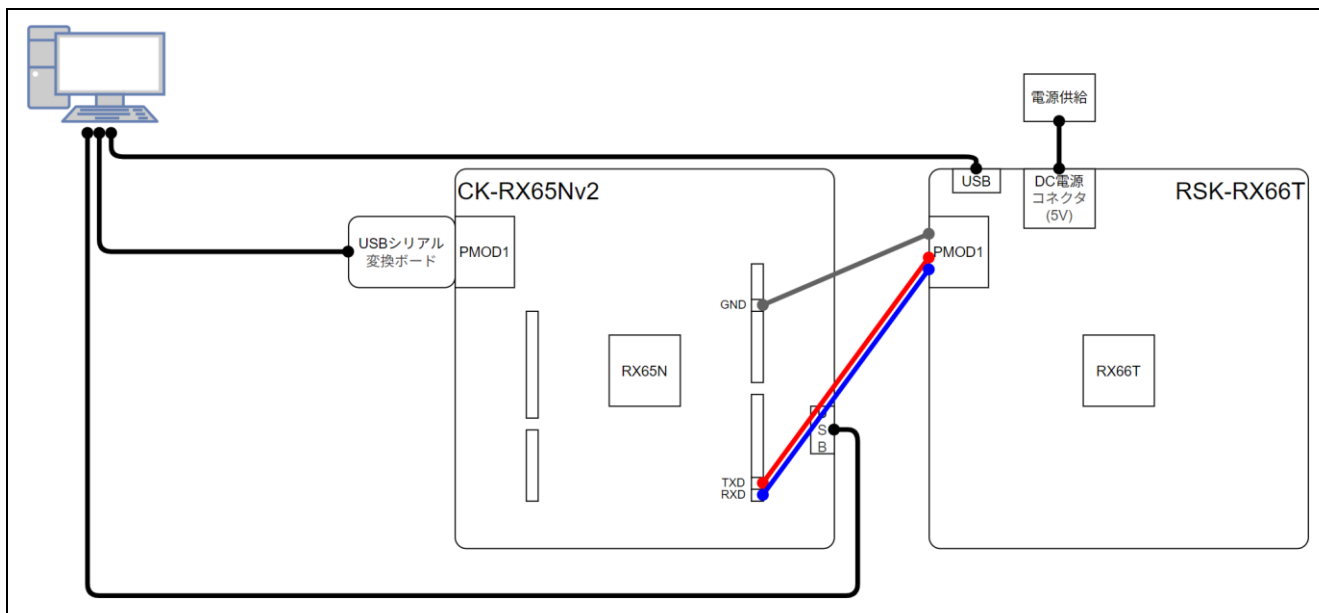 電源供給
CK-RX65Nv2
USB
DC電源
コネクタ
(5V)
RSK-RX66T
USBシリアル
変換ボード
PMOD1
PMOD1
GND
RX65N
RX66T
U
S
B
TXD
RXD